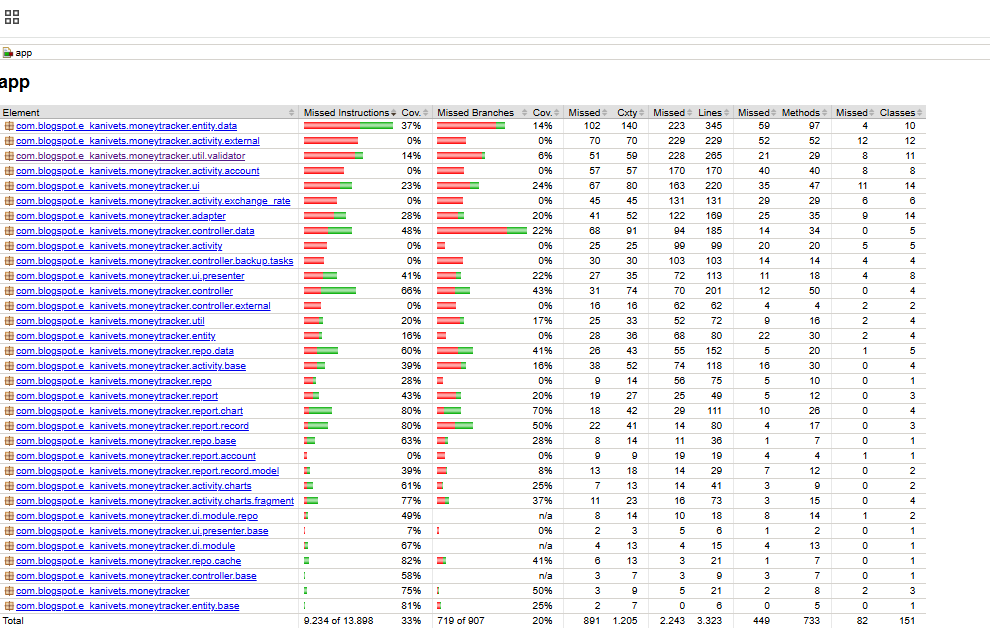 app
app
Element Missed Instructions Cov. Missed Branches Cov. Missed Cxty Missed Lines Missed Methods Missed Classes
com.blogspot.e_kanivets.moneytracker.entity.data 37% 14% 102 140 223 345 59 97 4 10
com.blogspot.e_kanivets.moneytracker.activity.external 0% 0% 70 70 229 229 52 52 12 12
com.blogspot.e_kanivets.moneytracker.util.validator 14% 6% 51 59 228 265 21 29 8 11
com.blogspot.e_kanivets.moneytracker.activity.account 0% 0% 57 57 170 170 40 40 8 8
com.blogspot.e_kanivets.moneytracker.ui 23% 24% 67 80 163 220 35 47 11 14
com.blogspot.e_kanivets.moneytracker.activity.exchange_rate 0% 0% 45 45 131 131 29 29 6 6
com.blogspot.e_kanivets.moneytracker.adapter 28% 20% 41 52 122 169 25 35 9 14
com.blogspot.e_kanivets.moneytracker.controller.data 48% 22% 68 91 94 185 14 34 0 5
com.blogspot.e_kanivets.moneytracker.activity 0% 0% 25 25 99 99 20 20 5 5
com.blogspot.e_kanivets.moneytracker.controller.backup.tasks 0% 0% 30 30 103 103 14 14 4 4
com.blogspot.e_kanivets.moneytracker.ui.presenter 41% 22% 27 35 72 113 11 18 4 8
com.blogspot.e_kanivets.moneytracker.controller 66% 43% 31 74 70 201 12 50 0 4
com.blogspot.e_kanivets.moneytracker.controller.external 0% 0% 16 16 62 62 4 4 2 2
com.blogspot.e_kanivets.moneytracker.util 20% 17% 25 33 52 72 9 16 2 4
com.blogspot.e_kanivets.moneytracker.entity 16% 0% 28 36 68 80 22 30 2 4
com.blogspot.e_kanivets.moneytracker.repo.data 60% 41% 26 43 55 152 5 20 1 5
com.blogspot.e_kanivets.moneytracker.activity.base 39% 16% 38 52 74 118 16 30 0 4
com.blogspot.e_kanivets.moneytracker.repo 28% 0% 9 14 56 75 5 10 0 1
com.blogspot.e_kanivets.moneytracker.report 43% 20% 19 27 25 49 5 12 0 3
com.blogspot.e_kanivets.moneytracker.report.chart 80% 70% 18 42 29 111 10 26 0 4
com.blogspot.e_kanivets.moneytracker.report.record 80% 50% 22 41 14 80 4 17 0 3
com.blogspot.e_kanivets.moneytracker.repo.base 63% 28% 8 14 11 36 1 7 0 1
com.blogspot.e_kanivets.moneytracker.report.account 0% 0% 9 9 19 19 4 4 1 1
com.blogspot.e_kanivets.moneytracker.report.record.model 39% 8% 13 18 14 29 7 12 0 2
com.blogspot.e_kanivets.moneytracker.activity.charts 61% 25% 7 13 14 41 3 9 0 2
com.blogspot.e_kanivets.moneytracker.activity.charts.fragment 77% 37% 11 23 16 73 3 15 0 4
com.blogspot.e_kanivets.moneytracker.di.module.repo 49% n/a 8 14 10 18 8 14 1 2
com.blogspot.e_kanivets.moneytracker.ui.presenter.base 7% 0% 2 3 5 6 1 2 0 1
com.blogspot.e_kanivets.moneytracker.di.module 67% n/a 4 13 4 15 4 13 0 1
com.blogspot.e_kanivets.moneytracker.repo.cache 82% 41% 6 13 3 21 1 7 0 1
com.blogspot.e_kanivets.moneytracker.controller.base 58% n/a 3 7 3 9 3 7 0 1
com.blogspot.e_kanivets.moneytracker 75% 50% 3 9 5 21 2 8 2 3
com.blogspot.e_kanivets.moneytracker.entity.base 81% 25% 2 7 0 6 0 5 0 1
Total 9.234 of 13.898 33% 719 of 907 20% 891 1.205 2.243 3.323 449 733 82 151